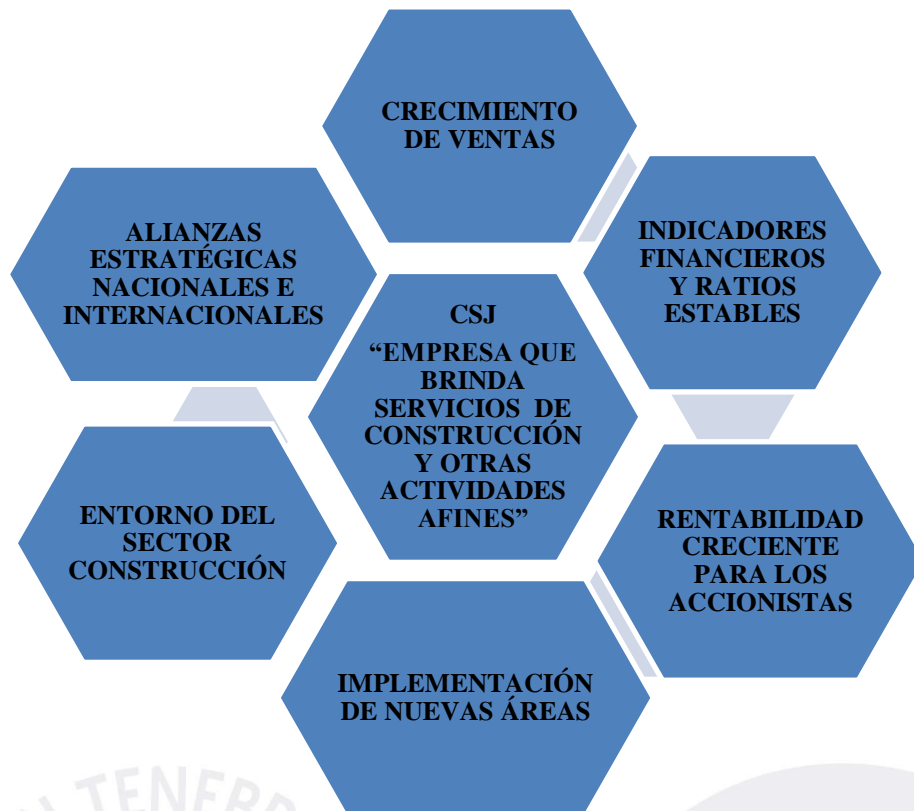 CRECIMIENTO
DE VENTAS
ALIANZAS
ESTRATÉGICAS
NACIONALES E
INTERNACIONALES
INDICADORES
FINANCIEROS
Y RATIOS
ESTABLES
CSJ
“EMPRESA QUE
BRINDA
SERVICIOS DE
CONSTRUCCIÓN
Y OTRAS
ACTIVIDADES
AFINES”
ENTORNO DEL
SECTOR
CONSTRUCCIÓN
RENTABILIDAD
CRECIENTE
PARA LOS
ACCIONISTAS
IMPLEMENTACIÓN
DE NUEVAS ÁREAS